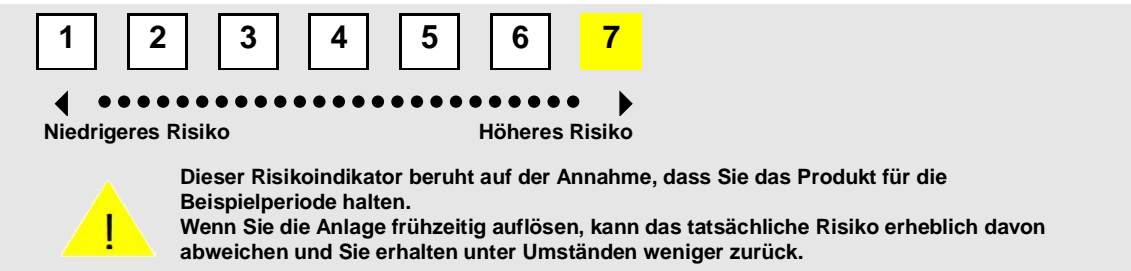 1 2 3 4 5 6 7
Niedrigeres Risiko Höheres Risiko
Dieser Risikoindikator beruht auf der Annahme, dass Sie das Produkt für die
Beispielperiode halten.
Wenn Sie die Anlage frühzeitig auflösen, kann das tatsächliche Risiko erheblich davon
abweichen und Sie erhalten unter Umständen weniger zurück.
!